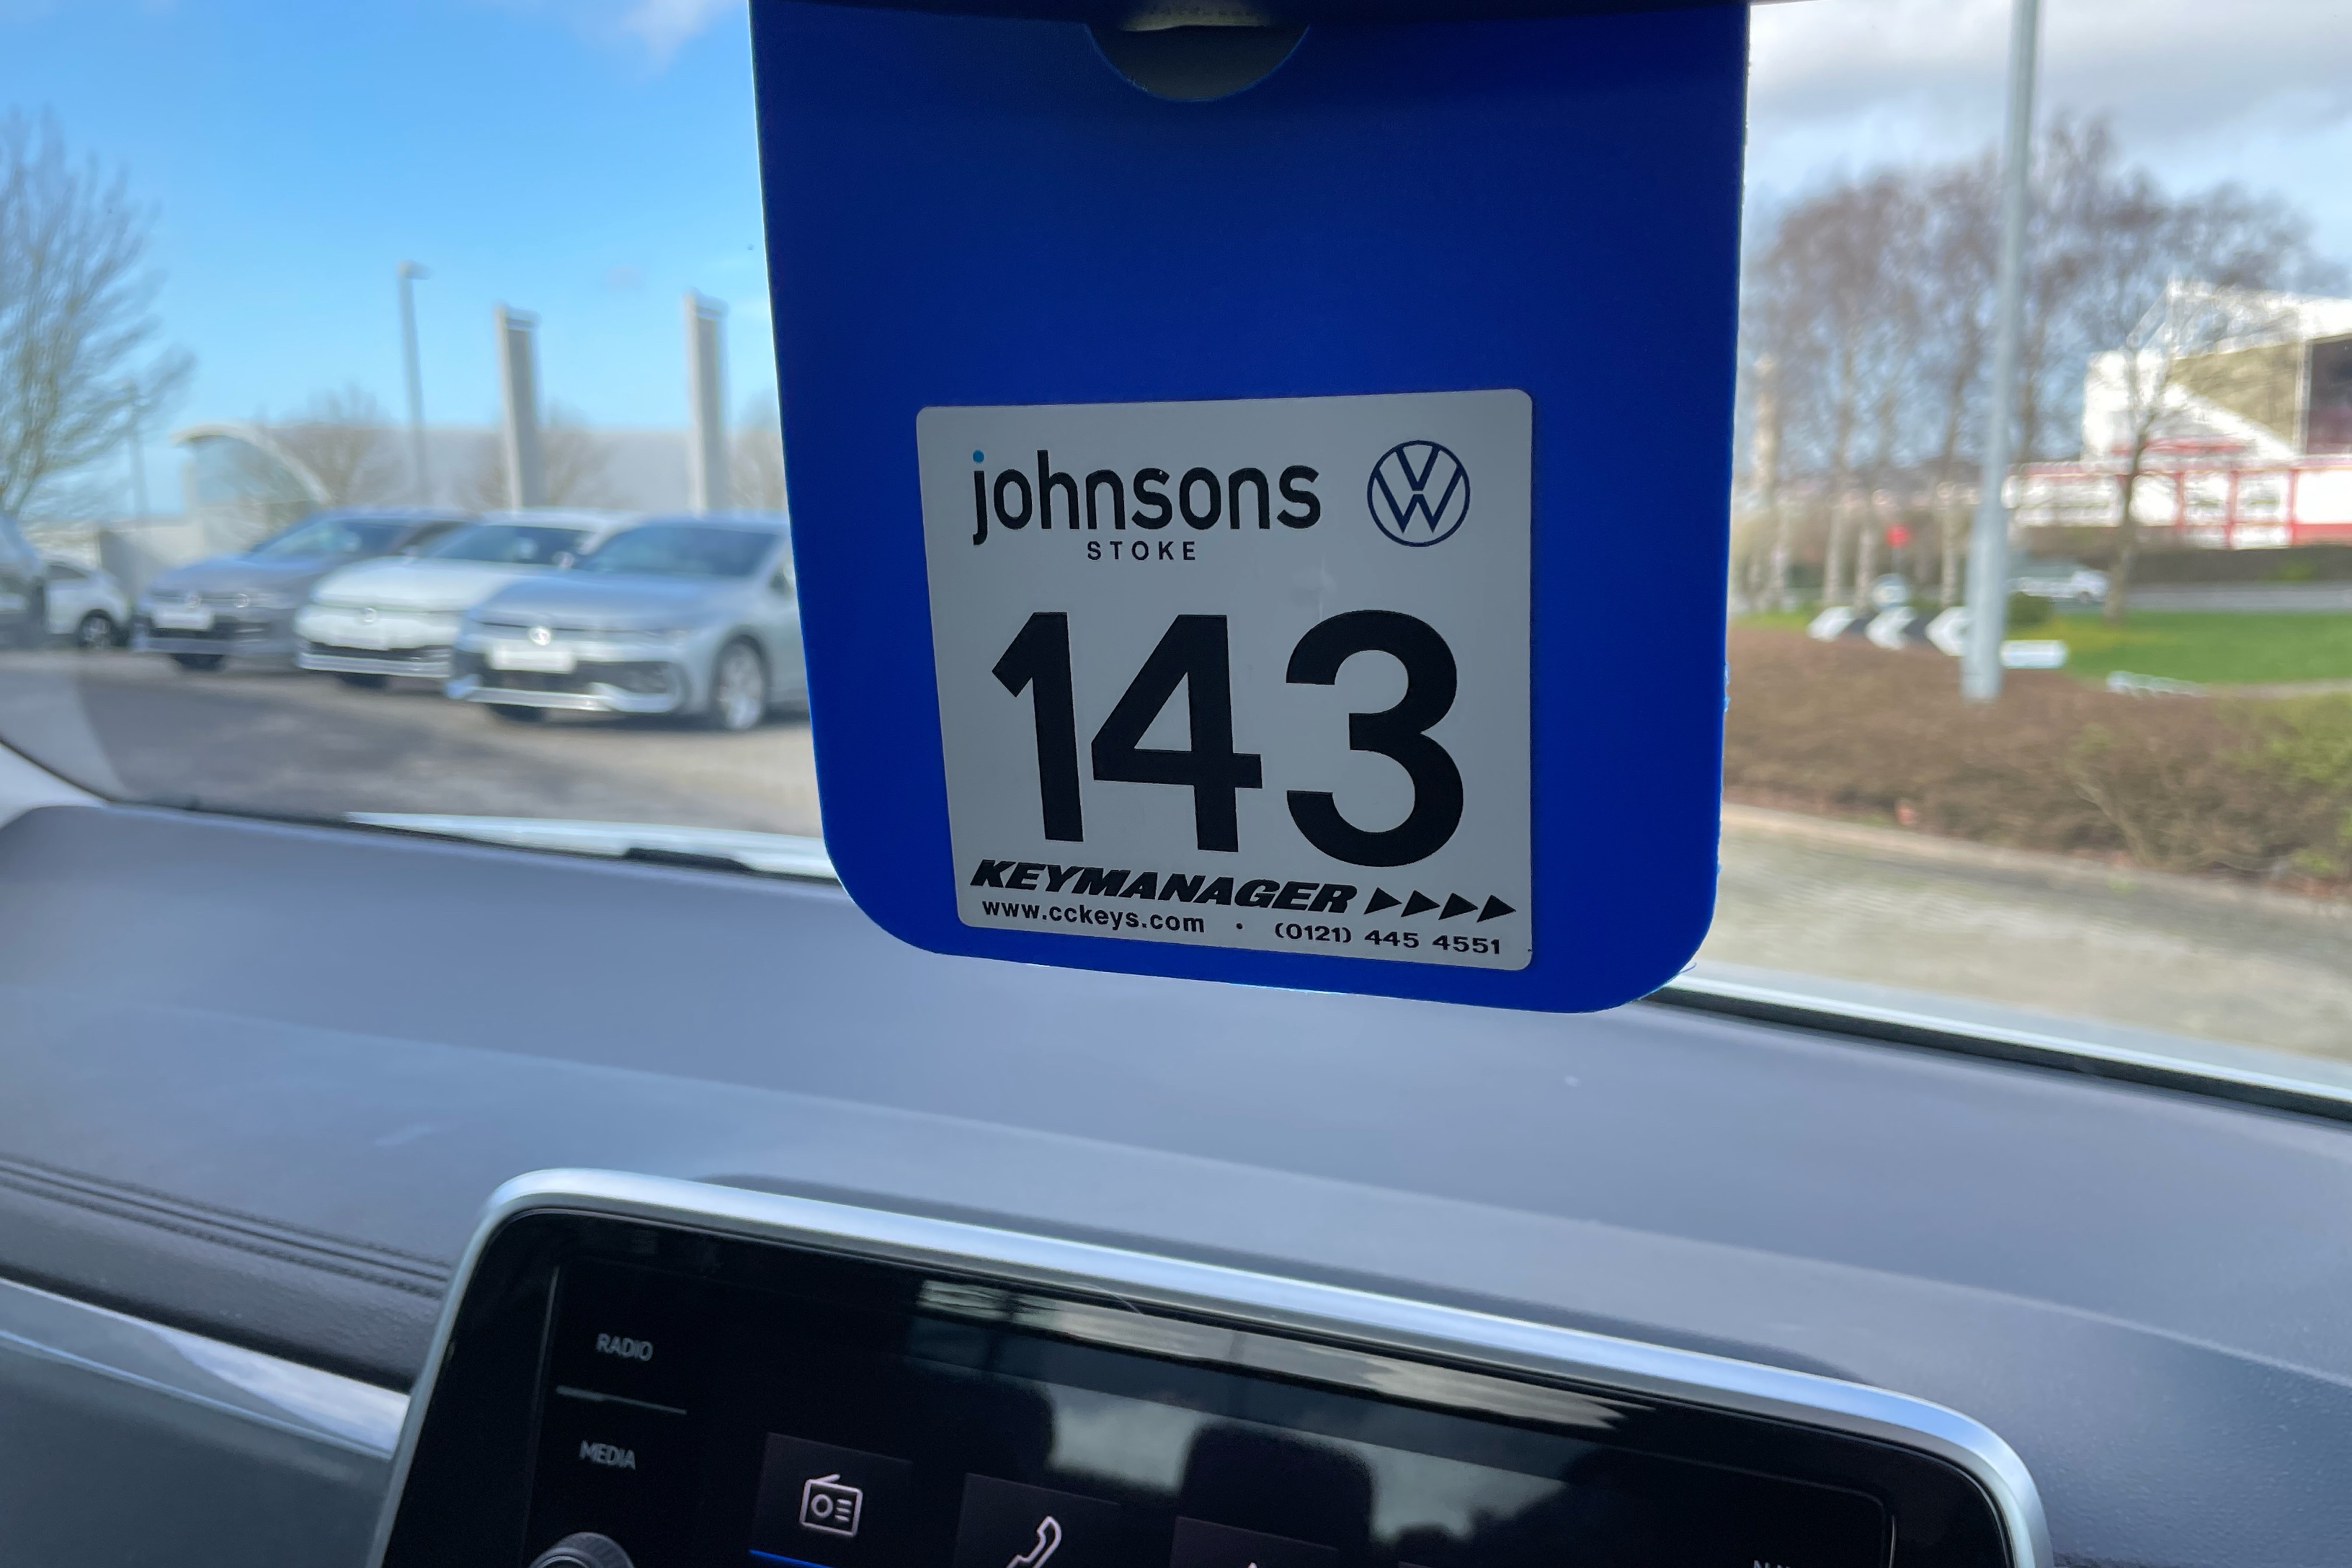 johnsons
STOKE
143
KEYMANAGER
www.cckeys.com • (0121) 445 4551
RADIO
MEDIA